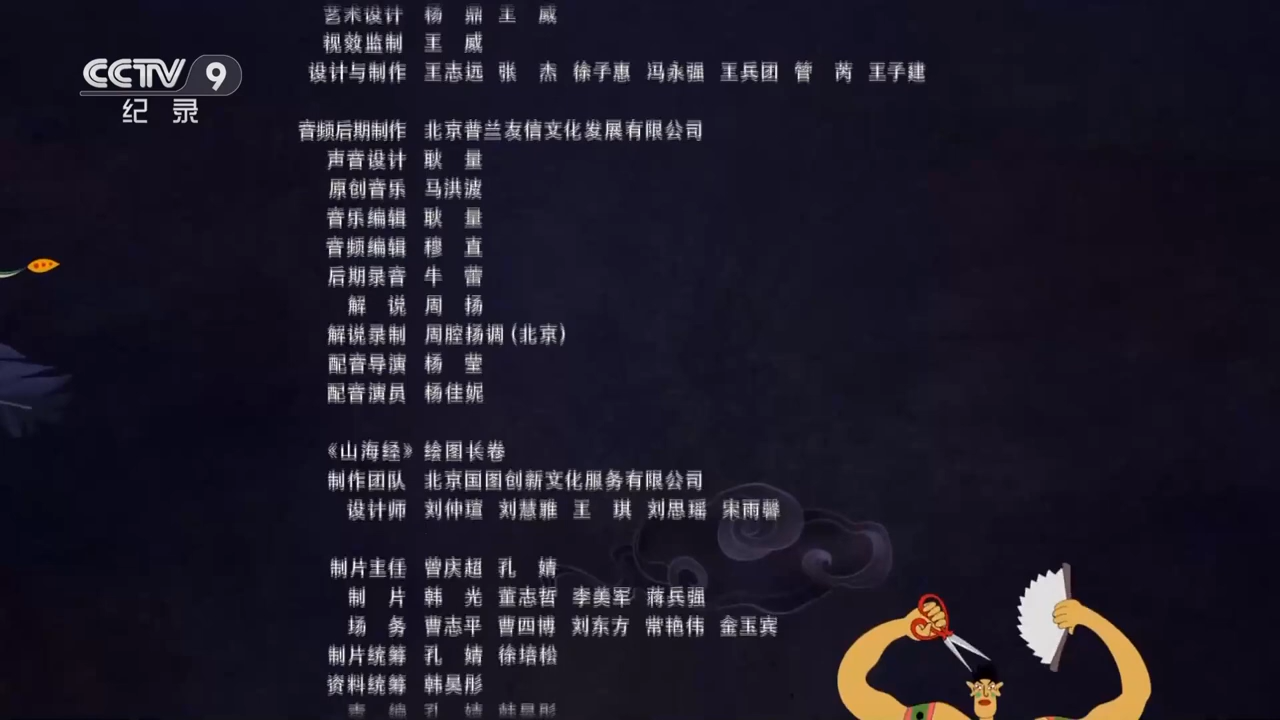 艺术设计 杨鼎 王威
CCTV 9
纪录
视效监制 王威
设计与制作 王志远 张杰 徐子惠 冯永强 王兵团 管芮 王子建
音频后期制作 北京普兰友信文化发展有限公司
声音设计 耿量
原创音乐 马洪波
音乐编辑 耿量
音频编辑 穆直
后期录音 牛蕾
解说 周扬
解说录制 周腔扬调(北京)
配音导演 杨莹
配音演员 杨佳妮
《山海经》绘图长卷
制作团队 北京国图创新文化服务有限公司
设计师 刘仲瑄 刘慧雅 王琪 刘思瑶 宋雨馨
制片主任 曾庆超 孔婧
制片 韩光 董志哲 李美军 蒋兵强
场务 曹志平 曹四博 刘东方 常艳伟 金玉宾
制片统筹 孔婧 徐培松
资料统筹 韩昊彤
责编 孔婧 韩昊彤